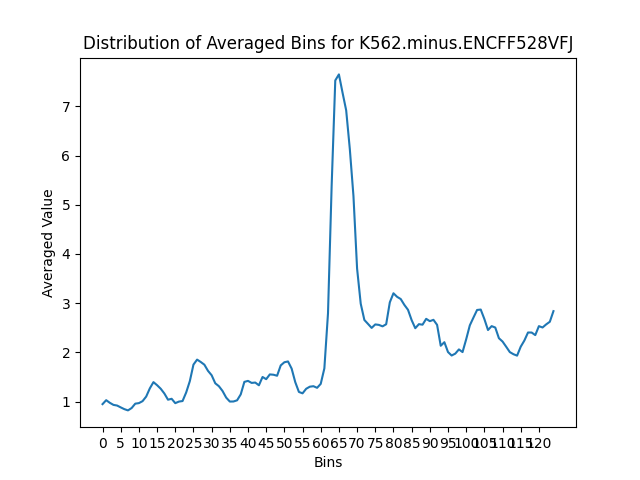 Distribution of Averaged Bins for K562.minus.ENCFF528VFJ
7
6
5
4
3
2
1
Averaged Value
0 5 10 15 20 25 30 35 40 45 50 55 60 65 70 75 80 85 90 95 100 105 110 115 120
Bins